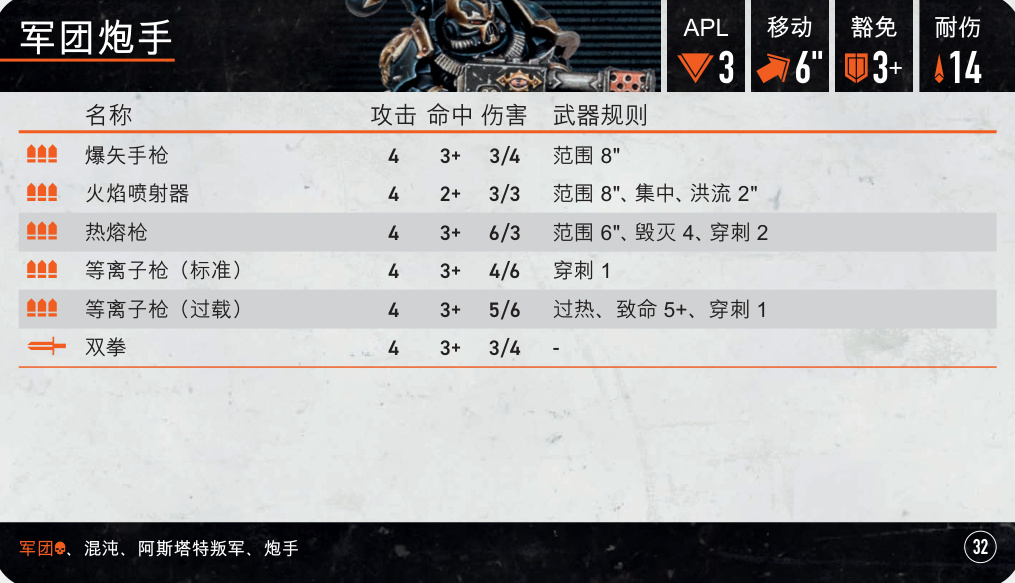 军团炮手
APL 移动 豁免 耐伤
3 6" 3+ 14
名称 攻击 命中 伤害 武器规则
爆矢手枪 4 3+ 3/4 范围 8"
火焰喷射器 4 2+ 3/3 范围 8"、集中、洪流 2"
热熔枪 4 3+ 6/3 范围 6"、毁灭 4、穿刺 2
等离子枪（标准） 4 3+ 4/6 穿刺 1
等离子枪（过载） 4 3+ 5/6 过热、致命 5+、穿刺 1
双拳 4 3+ 3/4 -
军团、混沌、阿斯塔特叛军、炮手 32